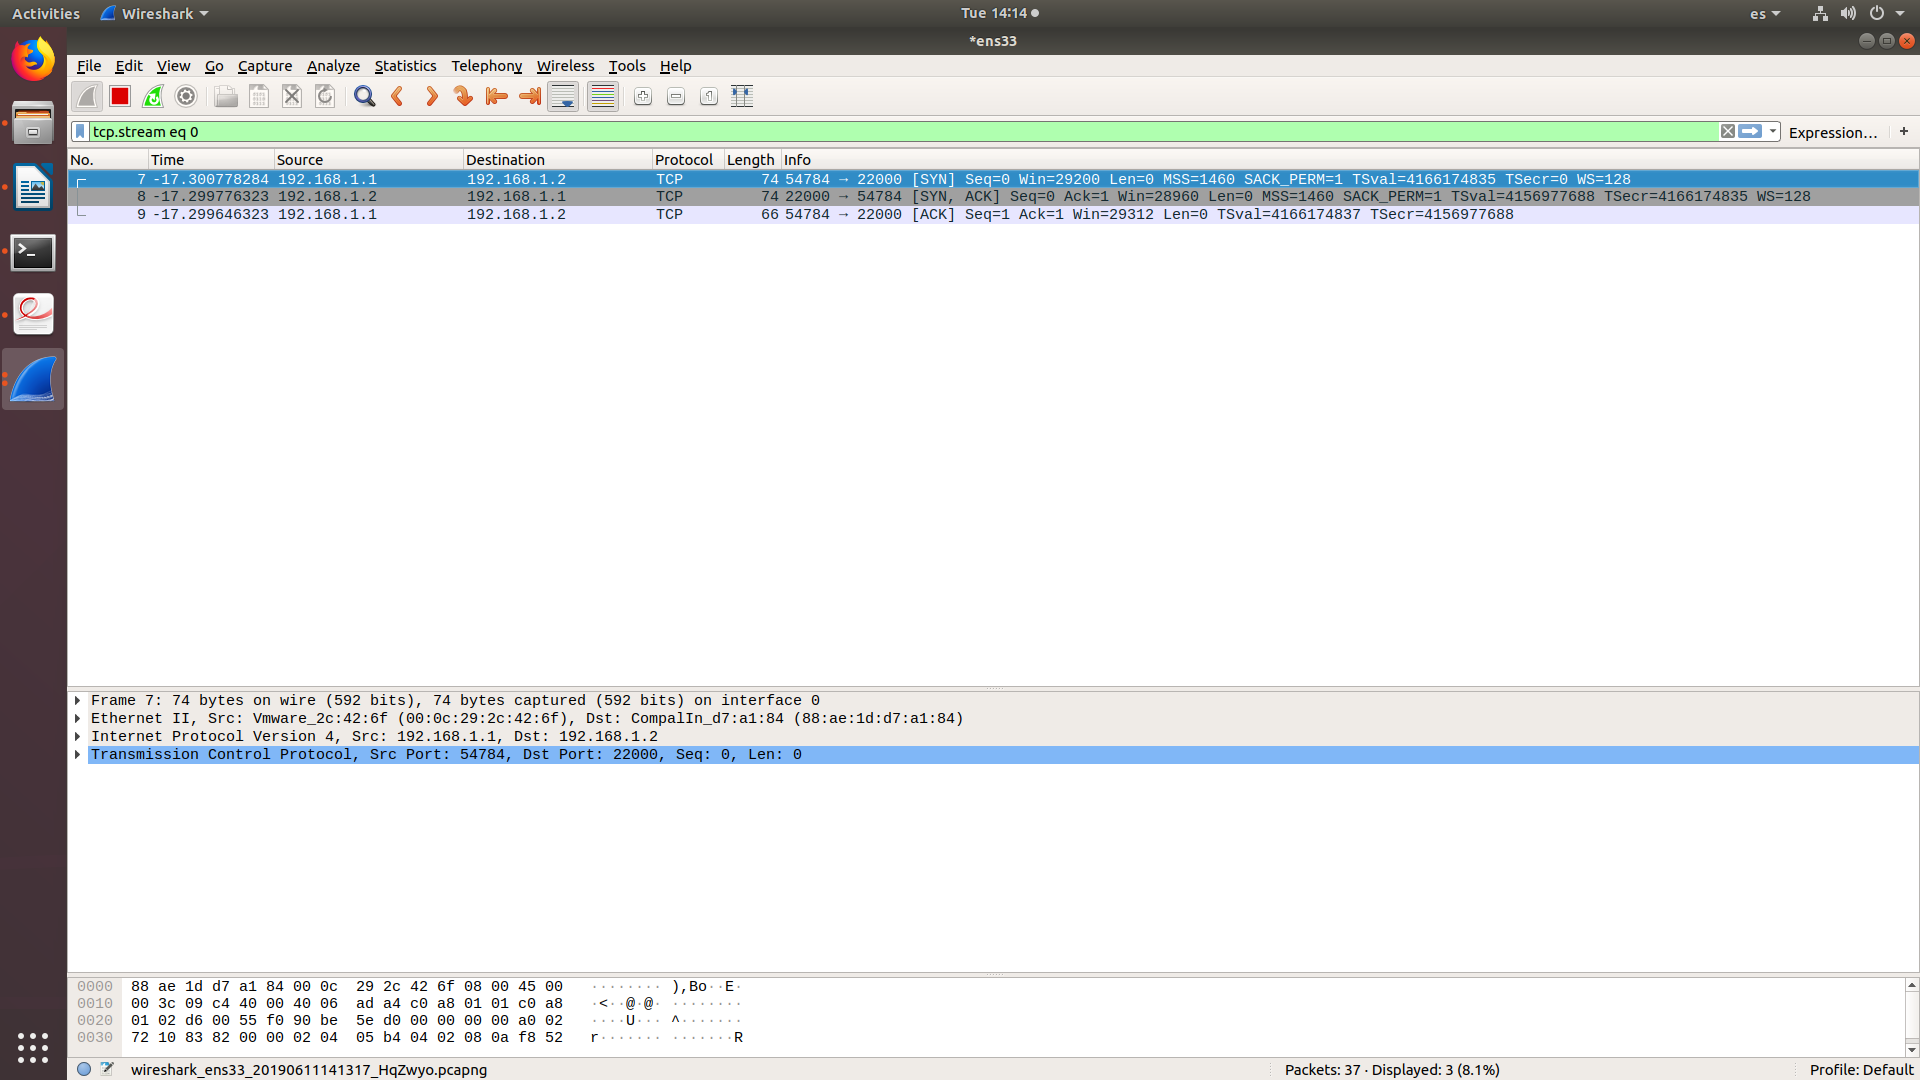 Activities Wireshark Tue 14:14 es
*ens33
File Edit View Go Capture Analyze Statistics Telephony Wireless Tools Help
tcp.stream eq 0 Expression… +
No. Time Source Destination Protocol Length Info
7 -17.300778284 192.168.1.1 192.168.1.2 TCP 74 54784 → 22000 [SYN] Seq=0 Win=29200 Len=0 MSS=1460 SACK_PERM=1 TSval=4166174835 TSecr=0 WS=128
8 -17.299776323 192.168.1.2 192.168.1.1 TCP 74 22000 → 54784 [SYN, ACK] Seq=0 Ack=1 Win=28960 Len=0 MSS=1460 SACK_PERM=1 TSval=4156977688 TSecr=4166174835 WS=128
9 -17.299646323 192.168.1.1 192.168.1.2 TCP 66 54784 → 22000 [ACK] Seq=1 Ack=1 Win=29312 Len=0 TSval=4166174837 TSecr=4156977688
Frame 7: 74 bytes on wire (592 bits), 74 bytes captured (592 bits) on interface 0
Ethernet II, Src: Vmware_2c:42:6f (00:0c:29:2c:42:6f), Dst: CompalIn_d7:a1:84 (88:ae:1d:d7:a1:84)
Internet Protocol Version 4, Src: 192.168.1.1, Dst: 192.168.1.2
Transmission Control Protocol, Src Port: 54784, Dst Port: 22000, Seq: 0, Len: 0
0000 88 ae 1d d7 a1 84 00 0c 29 2c 42 6f 08 00 45 00 ········ ),Bo··E·
0010 00 3c 09 c4 40 00 40 06 ad a4 c0 a8 01 01 c0 a8 ·<··@·@· ········
0020 01 02 d6 00 55 f0 90 be 5e d0 00 00 00 00 a0 02 ····U··· ^·······
0030 72 10 83 82 00 00 02 04 05 b4 04 02 08 0a f8 52 r······· ·······R
wireshark_ens33_20190611141317_HqZwyo.pcapng Packets: 37 · Displayed: 3 (8.1%) Profile: Default